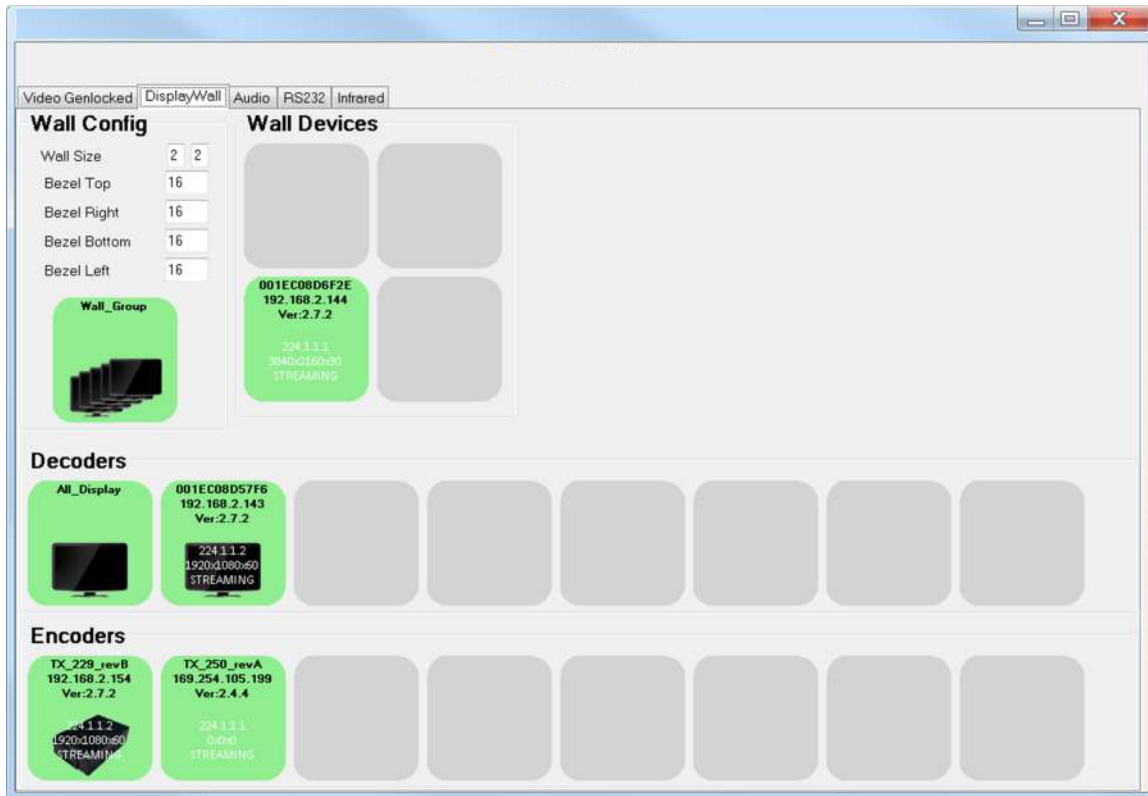 Video Genlocked DisplayWall Audio RS232 Infrared
Wall Config
Wall Size 2 2
Bezel Top 16
Bezel Right 16
Bezel Bottom 16
Bezel Left 16
Wall_Group
Wall Devices
001EC08D6F2E
192.168.2.144
Ver:2.7.2
224.1.1.1
3840x2160x30
STREAMING
Decoders
All_Display
001EC08D57F6
192.168.2.143
Ver:2.7.2
224.1.1.2
1920x1080x60
STREAMING
Encoders
TX_229_revB
192.168.2.154
Ver:2.7.2
224.1.1.2
1920x1080x60
STREAMING
TX_250_revA
169.254.105.199
Ver:2.4.4
224.1.1.1
0x0x0
STREAMING